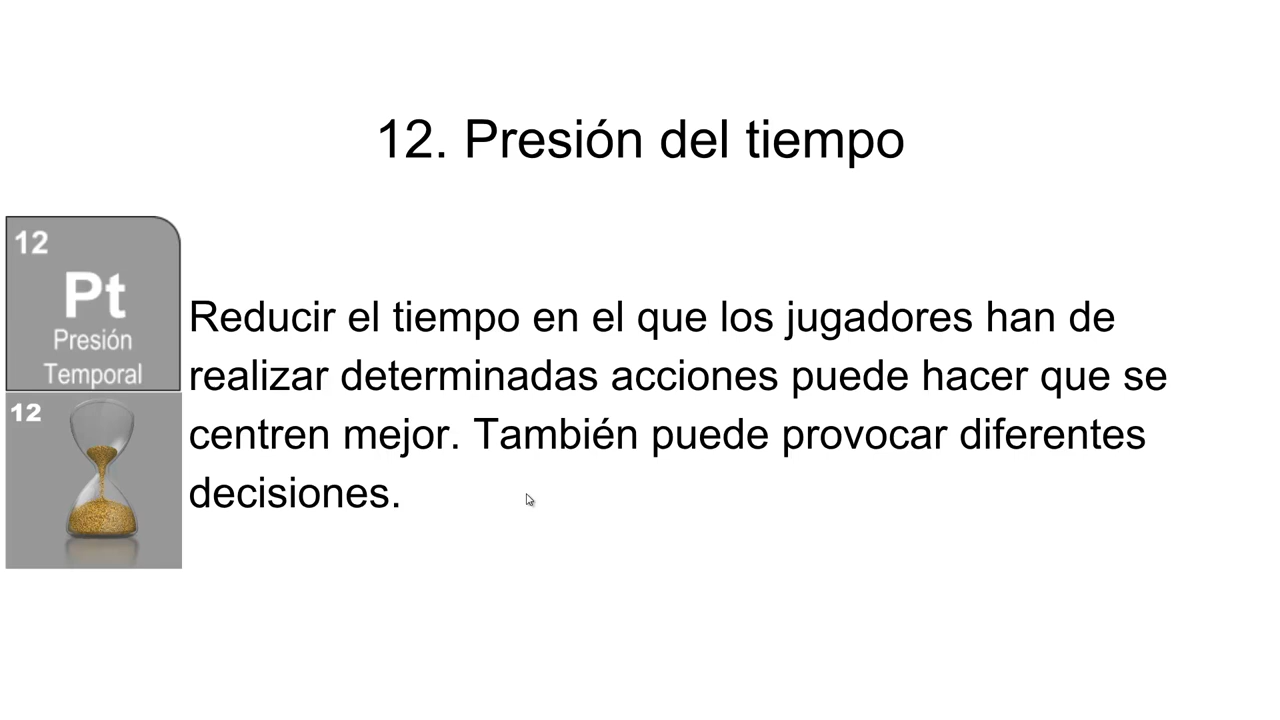 12. Presión del tiempo
12
Pt
Presión
Temporal
12
Reducir el tiempo en el que los jugadores han de
realizar determinadas acciones puede hacer que se
centren mejor. También puede provocar diferentes
decisiones.